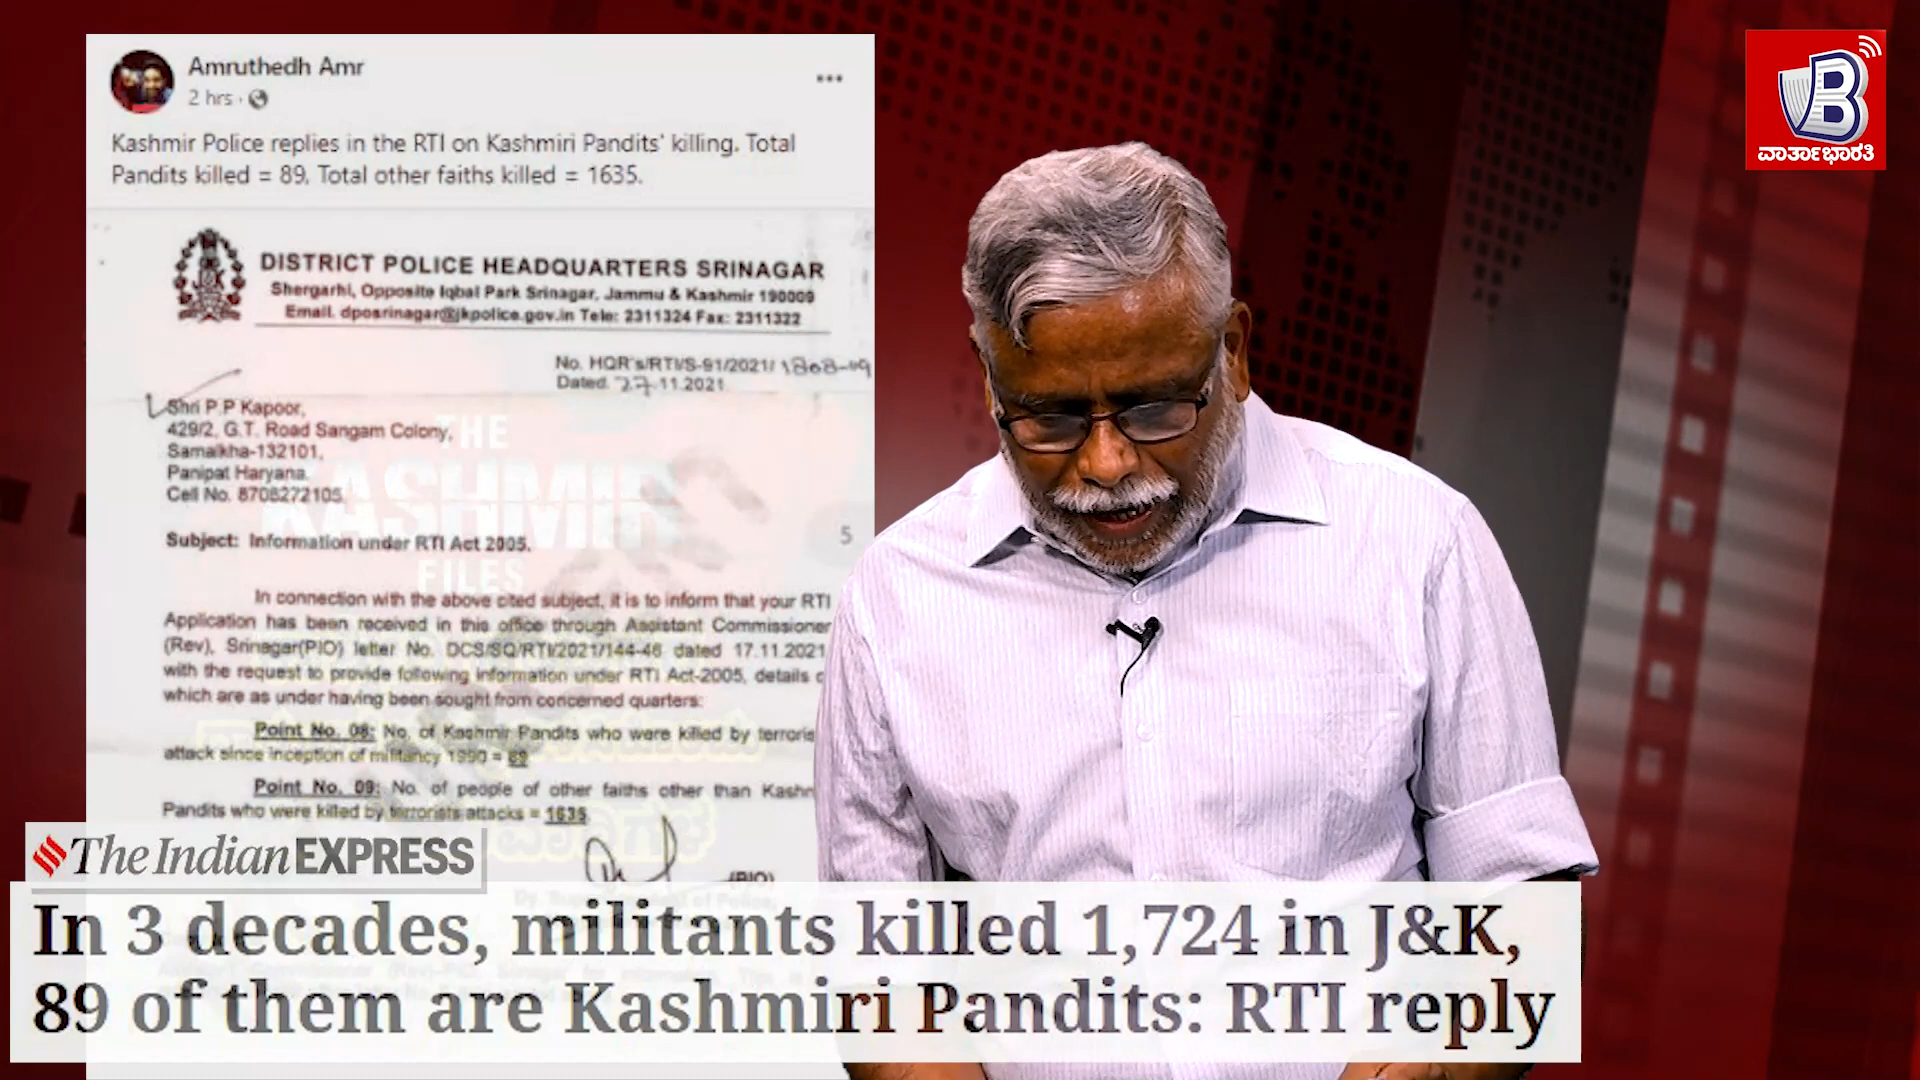 Amruthedh Amr
2 hrs ·
Kashmir Police replies in the RTI on Kashmiri Pandits' killing. Total
Pandits killed = 89, Total other faiths killed = 1635.
DISTRICT POLICE HEADQUARTERS SRINAGAR
Shergarhi, Opposite Iqbal Park Srinagar, Jammu & Kashmir 190009
Email. dposrinagar@jkpolice.gov.in Tele: 2311324 Fax: 2311322
No. HQR's/RTI/S-91/2021/ 1808-09
Dated. 27.11.2021
Shri P.P Kapoor,
429/2, G.T. Road Sangam Colony,
Samalkha-132101,
Panipat Haryana.
Cell No. 8708272105
THE
KASHMIR
FILES
5
Subject: Information under RTI Act 2005.
In connection with the above cited subject, it is to inform that your RTI
Application has been received in this office through Assistant Commissioner
(Rev), Srinagar(PIO) letter No. DCS/SQ/RTI/2021/144-46 dated 17.11.2021
with the request to provide following information under RTI Act-2005, details o
which are as under having been sought from concerned quarters:
Point No. 08: No. of Kashmir Pandits who were killed by terroris
attack since inception of militancy 1990 = 89
Point No. 09: No. of people of other faiths other than Kashm
Pandits who were killed by terrorists attacks = 1635
(PIO)
The Indian EXPRESS
In 3 decades, militants killed 1,724 in J&K,
89 of them are Kashmiri Pandits: RTI reply
B
ವಾರ್ತಾಭಾರತಿ